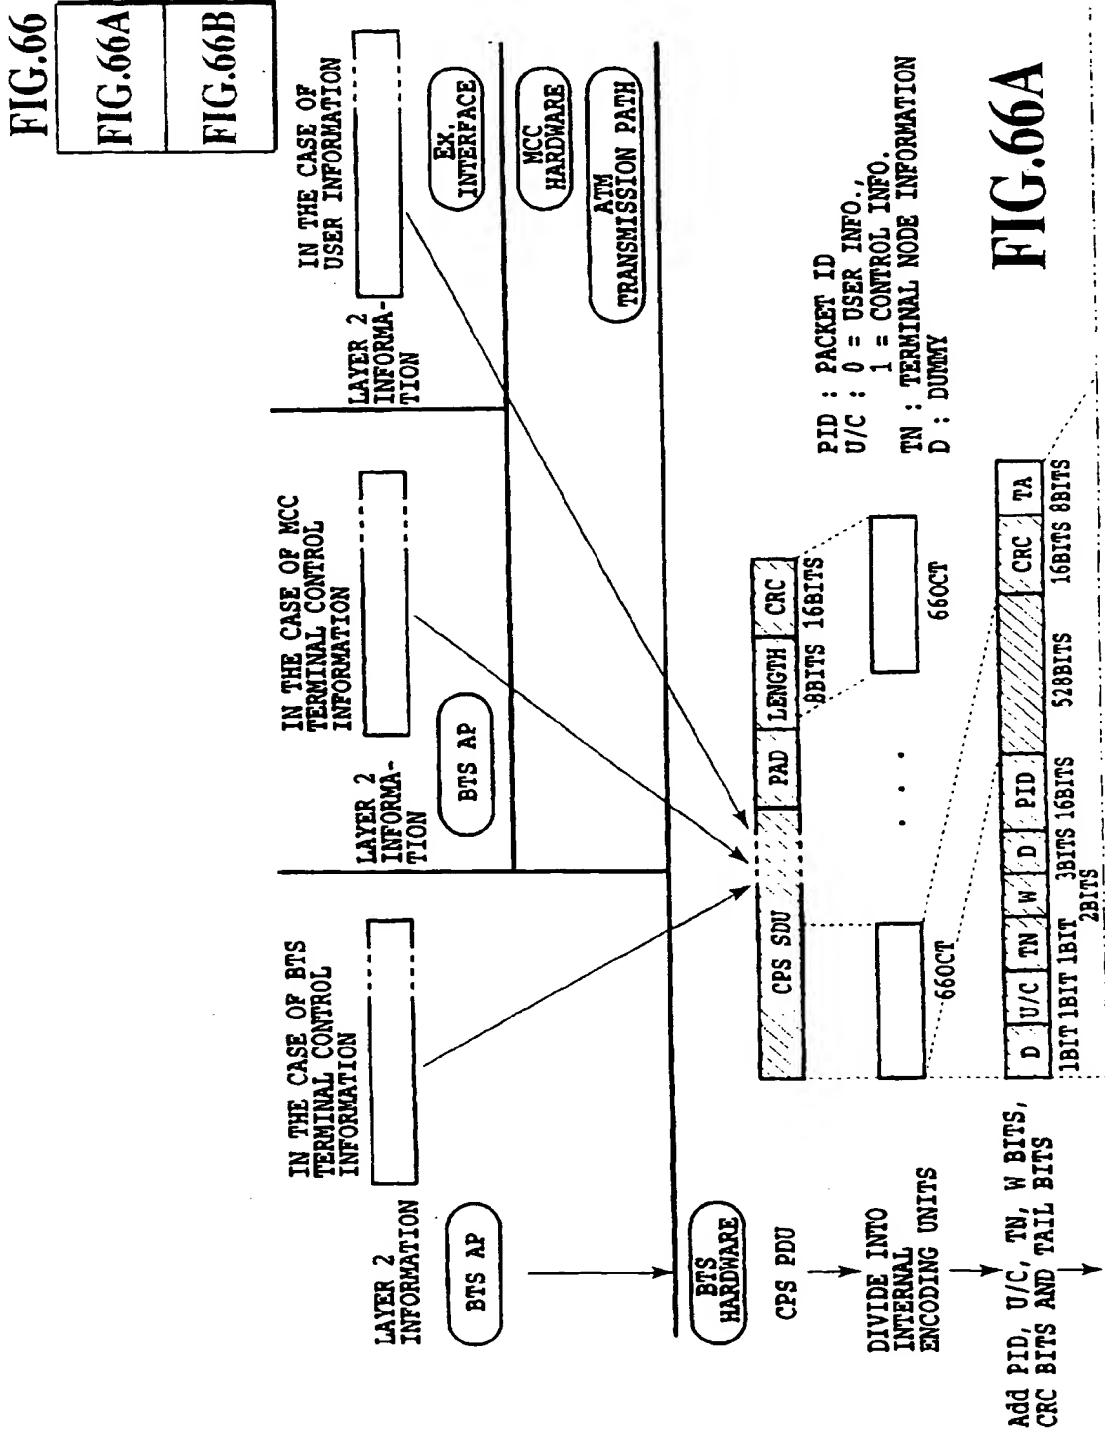 FIG.66
FIG.66A
FIG.66B
IN THE CASE OF BTS
TERMINAL CONTROL
INFORMATION
LAYER 2
INFORMATION
BTS AP
IN THE CASE OF MCC
TERMINAL CONTROL
INFORMATION
LAYER 2
INFORMA-
TION
BTS AP
IN THE CASE OF
USER INFORMATION
LAYER 2
INFORMA-
TION
Ex.
INTERFACE
MCC
HARDWARE
ATM
TRANSMISSION PATH
BTS
HARDWARE
CPS PDU
CPS SDU
PAD
LENGTH
CRC
8BITS
16BITS
DIVIDE INTO
INTERNAL
ENCODING UNITS
66OCT
. . .
66OCT
PID : PACKET ID
U/C : 0 = USER INFO.,
1 = CONTROL INFO.
TN : TERMINAL NODE INFORMATION
D : DUMMY
Add PID, U/C, TN, W BITS,
CRC BITS AND TAIL BITS
D
U/C
TN
W
D
PID
CRC
TA
1BIT
1BIT
1BIT
2BITS
3BITS
16BITS
528BITS
16BITS
8BITS
FIG.66A